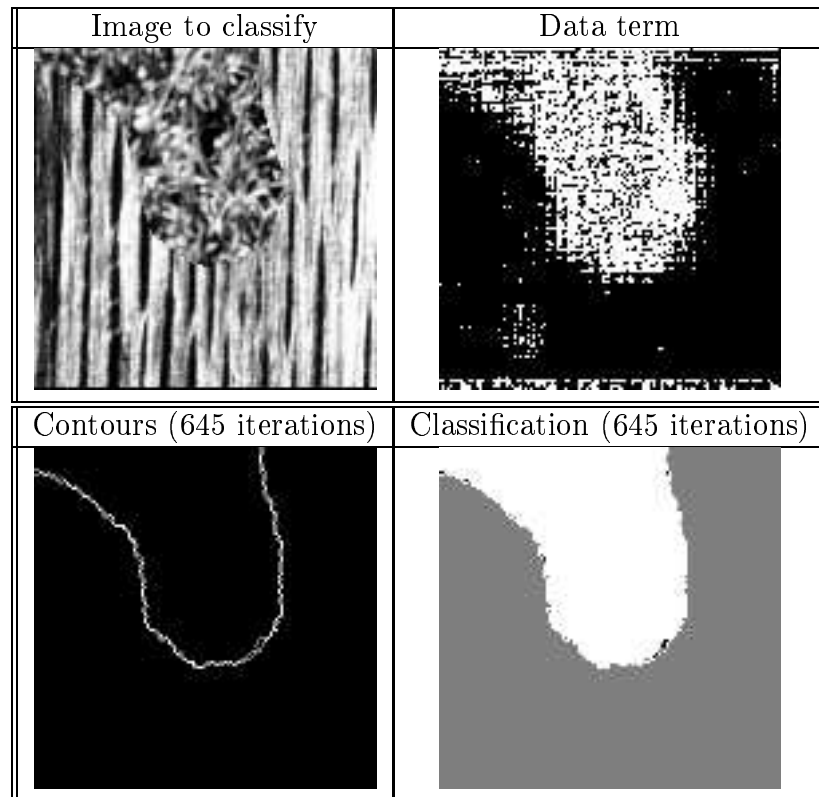 Image to classify
Data term
Contours (645 iterations)
Classification (645 iterations)